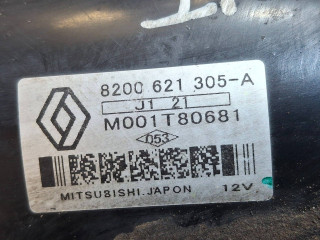 8200 621 305-A
J1 21
M001T80681
D53
MITSUBISHI.JAPON 12V